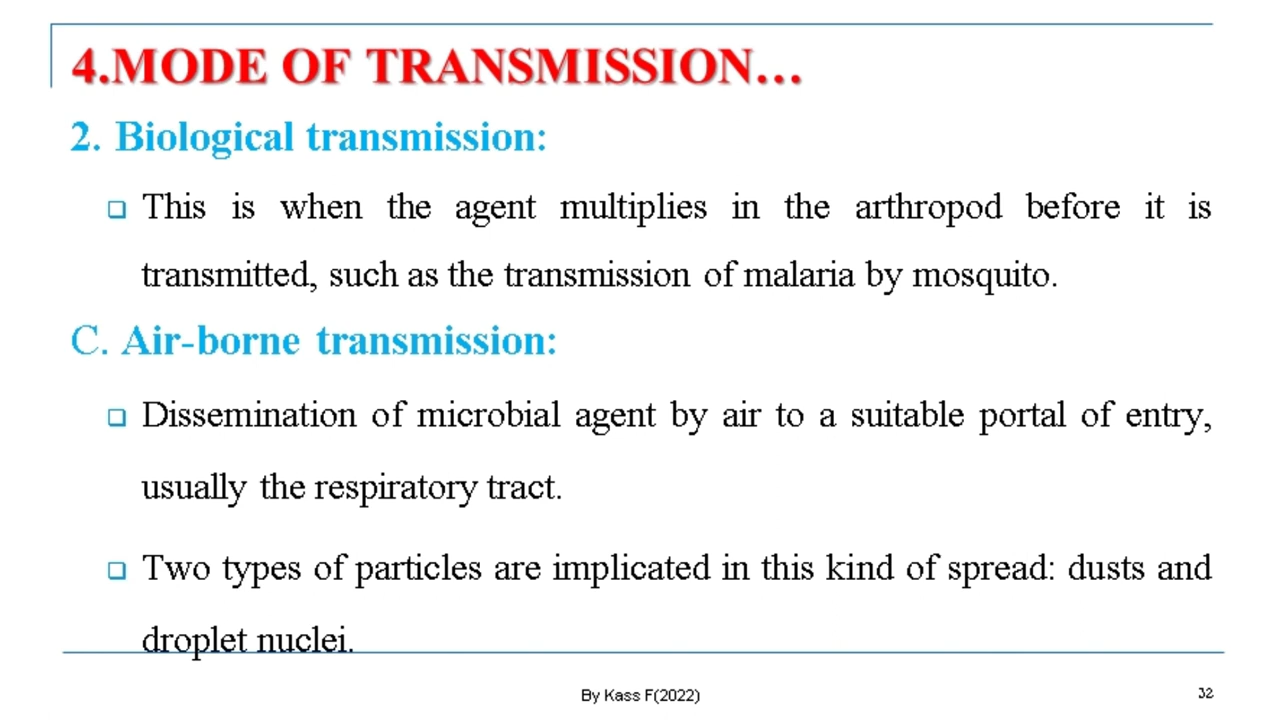 4.MODE OF TRANSMISSION…
2. Biological transmission:
❑ This is when the agent multiplies in the arthropod before it is
transmitted, such as the transmission of malaria by mosquito.
C. Air-borne transmission:
❑ Dissemination of microbial agent by air to a suitable portal of entry,
usually the respiratory tract.
❑ Two types of particles are implicated in this kind of spread: dusts and
droplet nuclei.
By Kass F(2022)
32